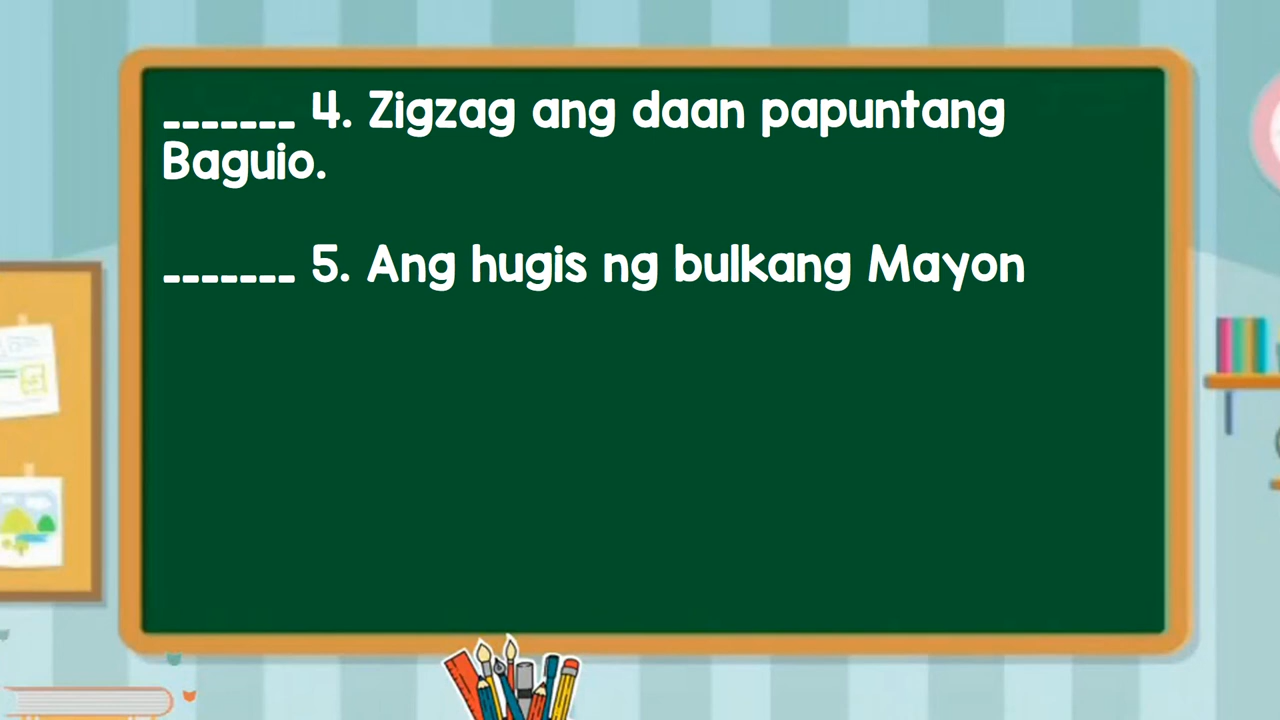 _______ 4. Zigzag ang daan papuntang
Baguio.
_______ 5. Ang hugis ng bulkang Mayon